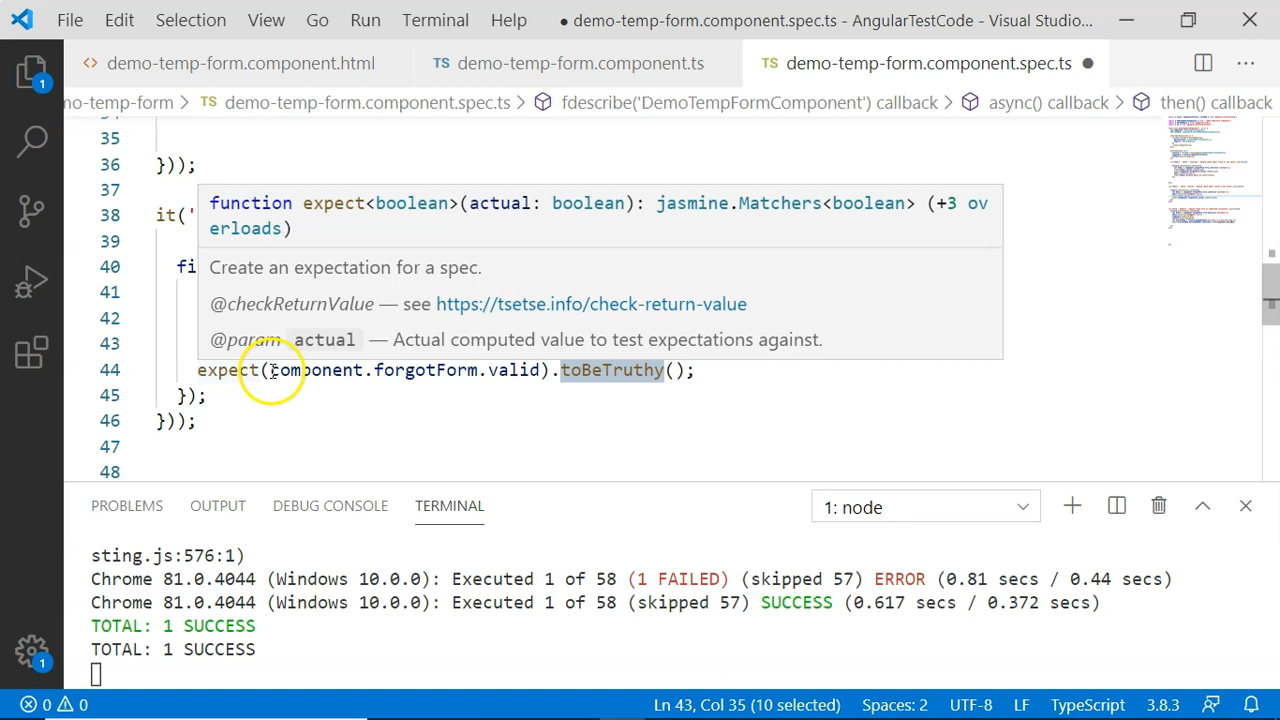 File Edit Selection View Go Run Terminal Help ● demo-temp-form.component.spec.ts - AngularTestCode - Visual Studio...
<> demo-temp-form.component.html TS demo-temp-form.component.ts TS demo-temp-form.component.spec.ts ● ...
mo-temp-form > TS demo-temp-form.component.spec.ts > fdescribe('DemoTempFormComponent') callback > async() callback > then() callback
35
36 }));
37
38 it('
39
40 fi
41
42
43
function expect<boolean>(actual: boolean): jasmine.Matchers<boolean> (+3 ov
erloads)
Create an expectation for a spec.
@checkReturnValue — see https://tsetse.info/check-return-value
@param actual — Actual computed value to test expectations against.
44 expect(component.forgotForm.valid).toBeTruthy();
45 });
46 }));
47
48
PROBLEMS OUTPUT DEBUG CONSOLE TERMINAL 1: node
sting.js:576:1)
Chrome 81.0.4044 (Windows 10.0.0): Executed 1 of 58 (1 FAILED) (skipped 57) ERROR (0.81 secs / 0.44 secs)
Chrome 81.0.4044 (Windows 10.0.0): Executed 1 of 58 (skipped 57) SUCCESS (0.617 secs / 0.372 secs)
TOTAL: 1 SUCCESS
TOTAL: 1 SUCCESS
1
1
0 0 Ln 43, Col 35 (10 selected) Spaces: 2 UTF-8 LF TypeScript 3.8.3